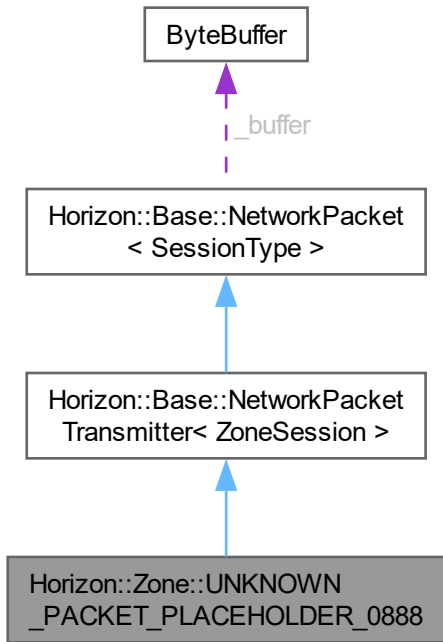 ByteBuffer
_buffer
Horizon::Base::NetworkPacket
< SessionType >
Horizon::Base::NetworkPacket
Transmitter< ZoneSession >
Horizon::Zone::UNKNOWN
_PACKET_PLACEHOLDER_0888